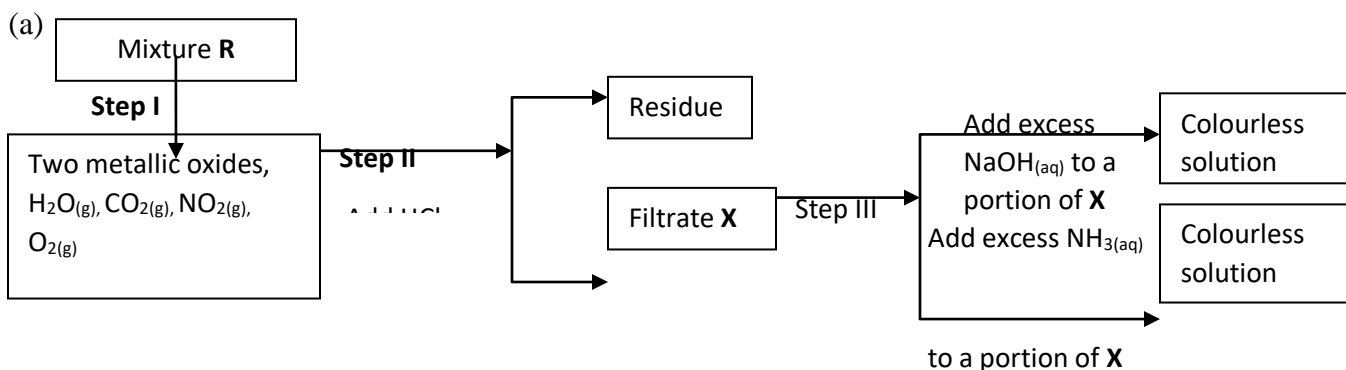 (a)
Mixture R
Step I
Two metallic oxides,
H₂O(g), CO₂(g), NO₂(g),
O₂(g)
Step II
Residue
Filtrate X
Step III
Add excess
NaOH(aq) to a
portion of X
Add excess NH₃(aq)
to a portion of X
Colourless
solution
Colourless
solution